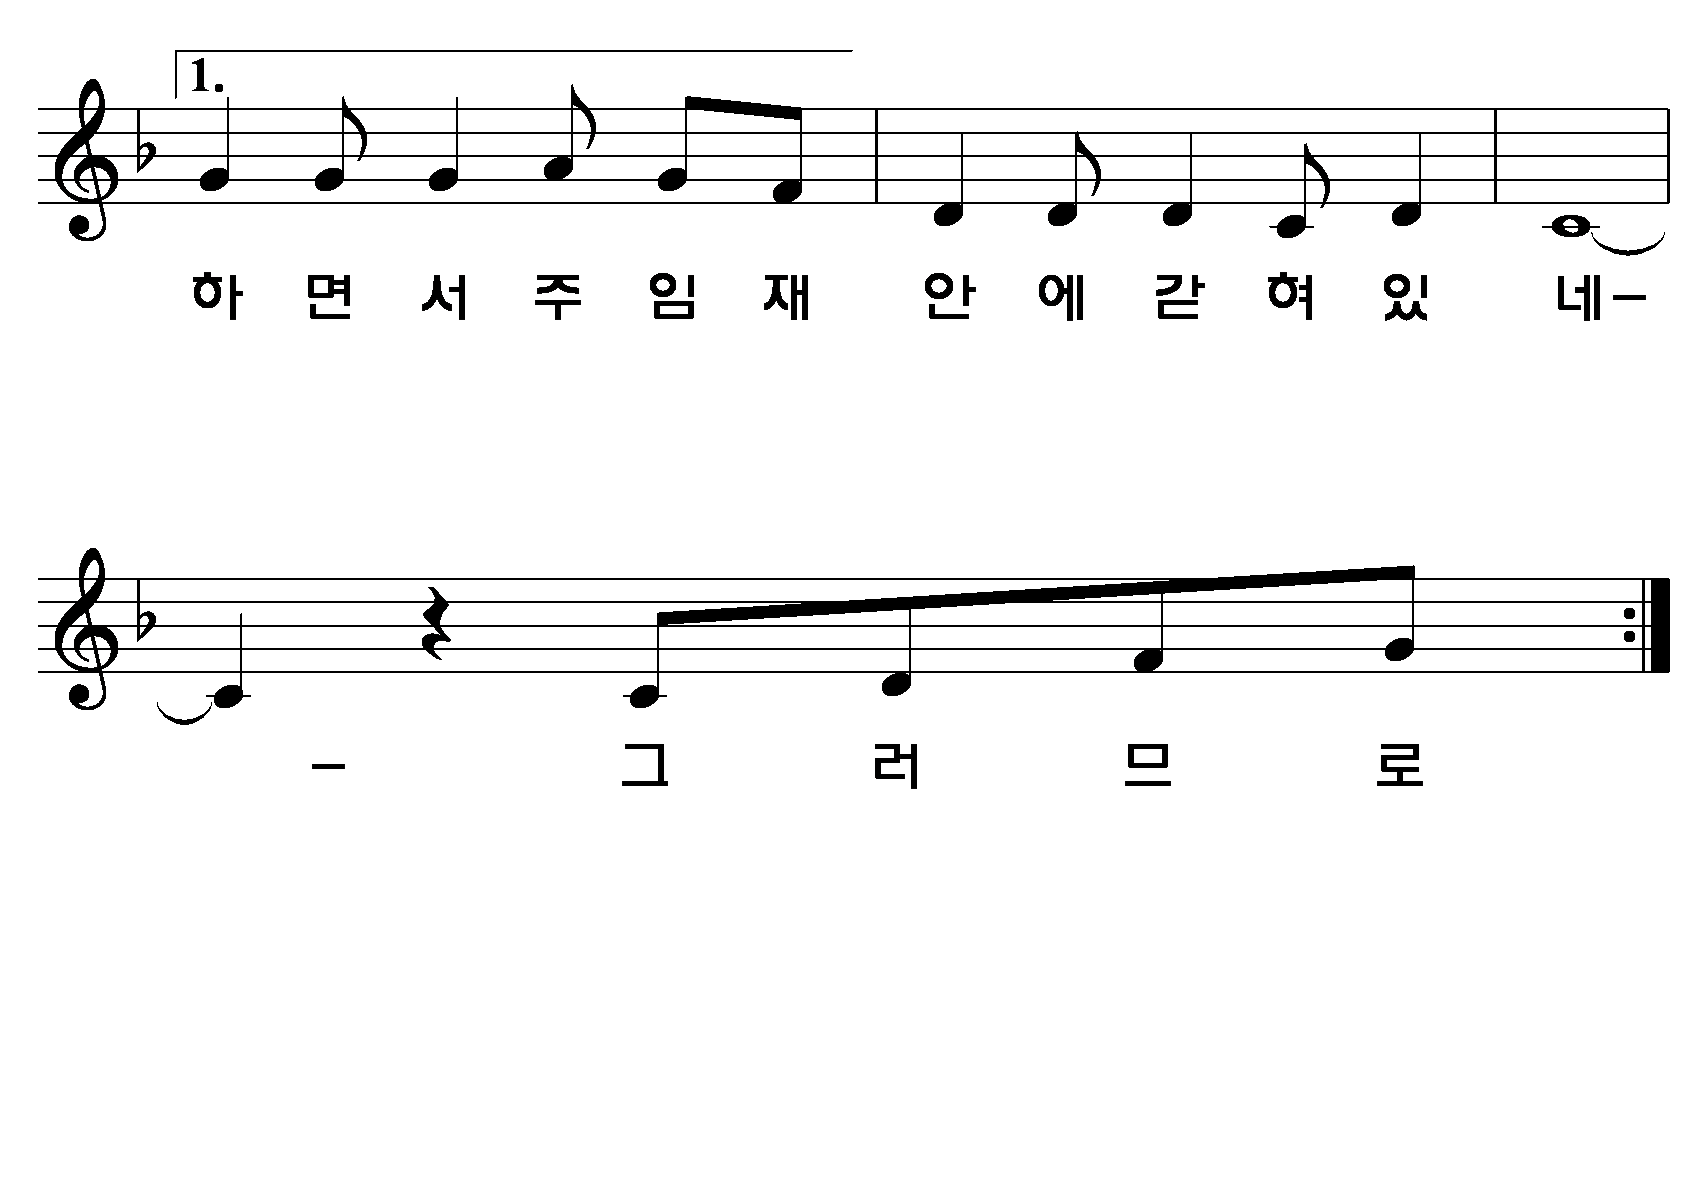 1.
하 면 서 주 임 재 안 에 갇 혀 있 네-
- 그 러 므 로